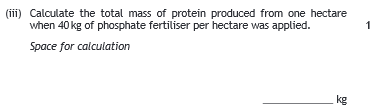 (iii) Calculate the total mass of protein produced from one hectare
when 40 kg of phosphate fertiliser per hectare was applied. 1
Space for calculation
kg